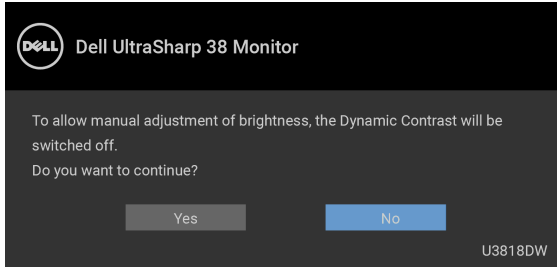 DELL Dell UltraSharp 38 Monitor
To allow manual adjustment of brightness, the Dynamic Contrast will be
switched off.
Do you want to continue?
Yes No
U3818DW